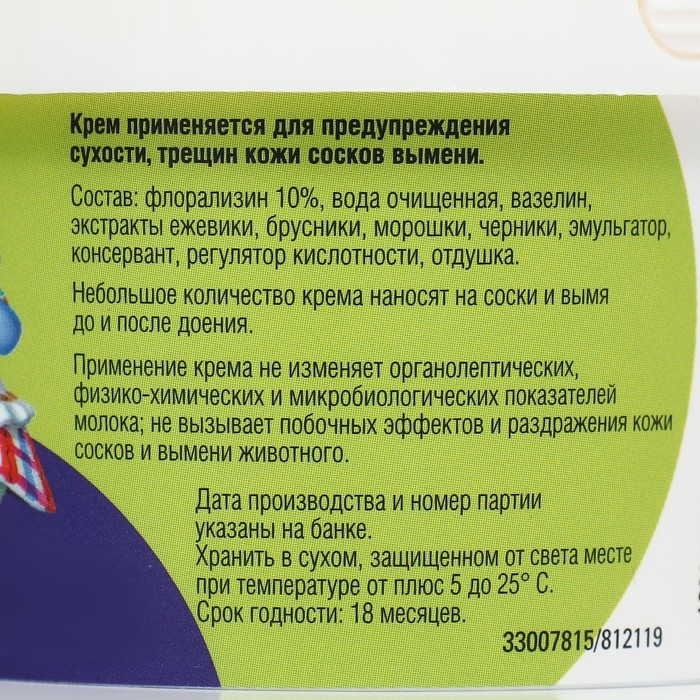 Крем применяется для предупреждения
сухости, трещин кожи сосков вымени.
Состав: флорализин 10%, вода очищенная, вазелин,
экстракты ежевики, брусники, морошки, черники, эмульгатор,
консервант, регулятор кислотности, отдушка.
Небольшое количество крема наносят на соски и вымя
до и после доения.
Применение крема не изменяет органолептических,
физико-химических и микробиологических показателей
молока; не вызывает побочных эффектов и раздражения кожи
сосков и вымени животного.
Дата производства и номер партии
указаны на банке.
Хранить в сухом, защищенном от света месте
при температуре от плюс 5 до 25° С.
Срок годности: 18 месяцев.
33007815/812119